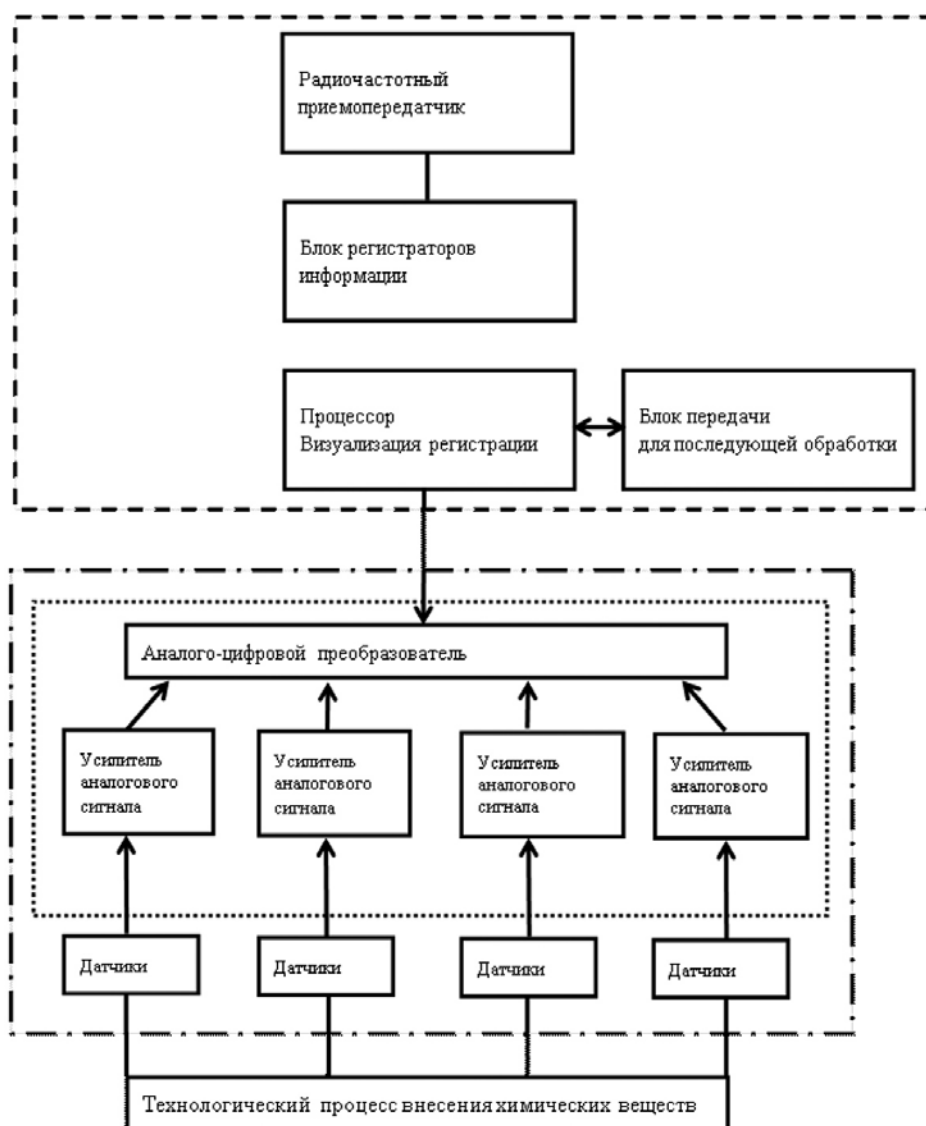 Радиочастотный
приемопередатчик
Блок регистраторов
информации
Процессор
Визуализация регистрации
Блок передачи
для последующей обработки
Аналого-цифровой преобразователь
Усилитель
аналогового
сигнала
Усилитель
аналогового
сигнала
Усилитель
аналогового
сигнала
Усилитель
аналогового
сигнала
Датчики
Датчики
Датчики
Датчики
Технологический процесс внесения химических веществ